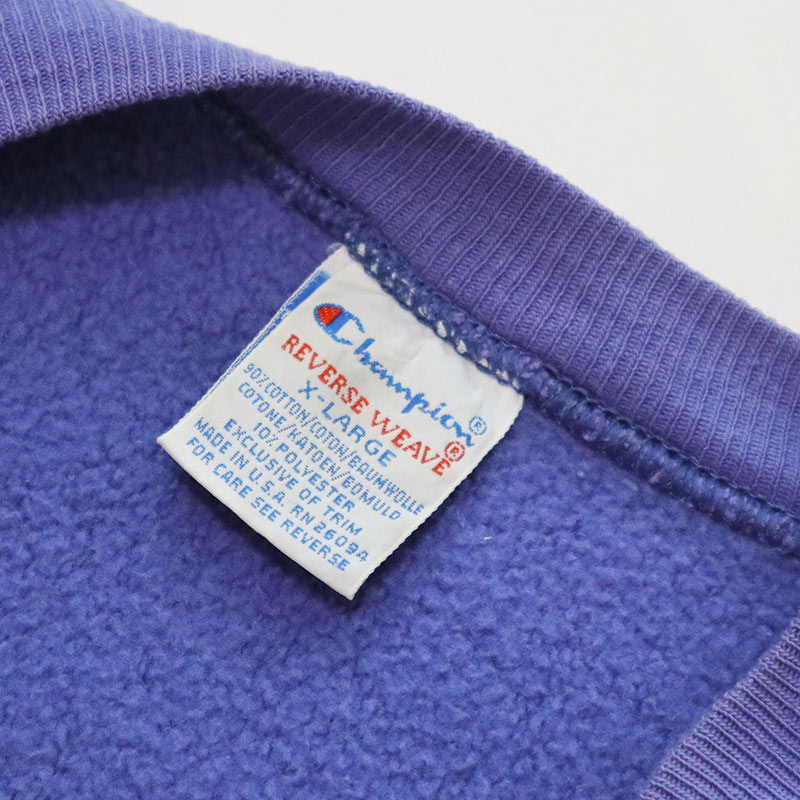 Champion®
REVERSE WEAVE®
X-LARGE
90% COTTON/COTON/BAUMWOLLE
COTONE/KATOEN/BOMULD
10% POLYESTER
EXCLUSIVE OF TRIM
MADE IN U.S.A. RN 26094
FOR CARE SEE REVERSE